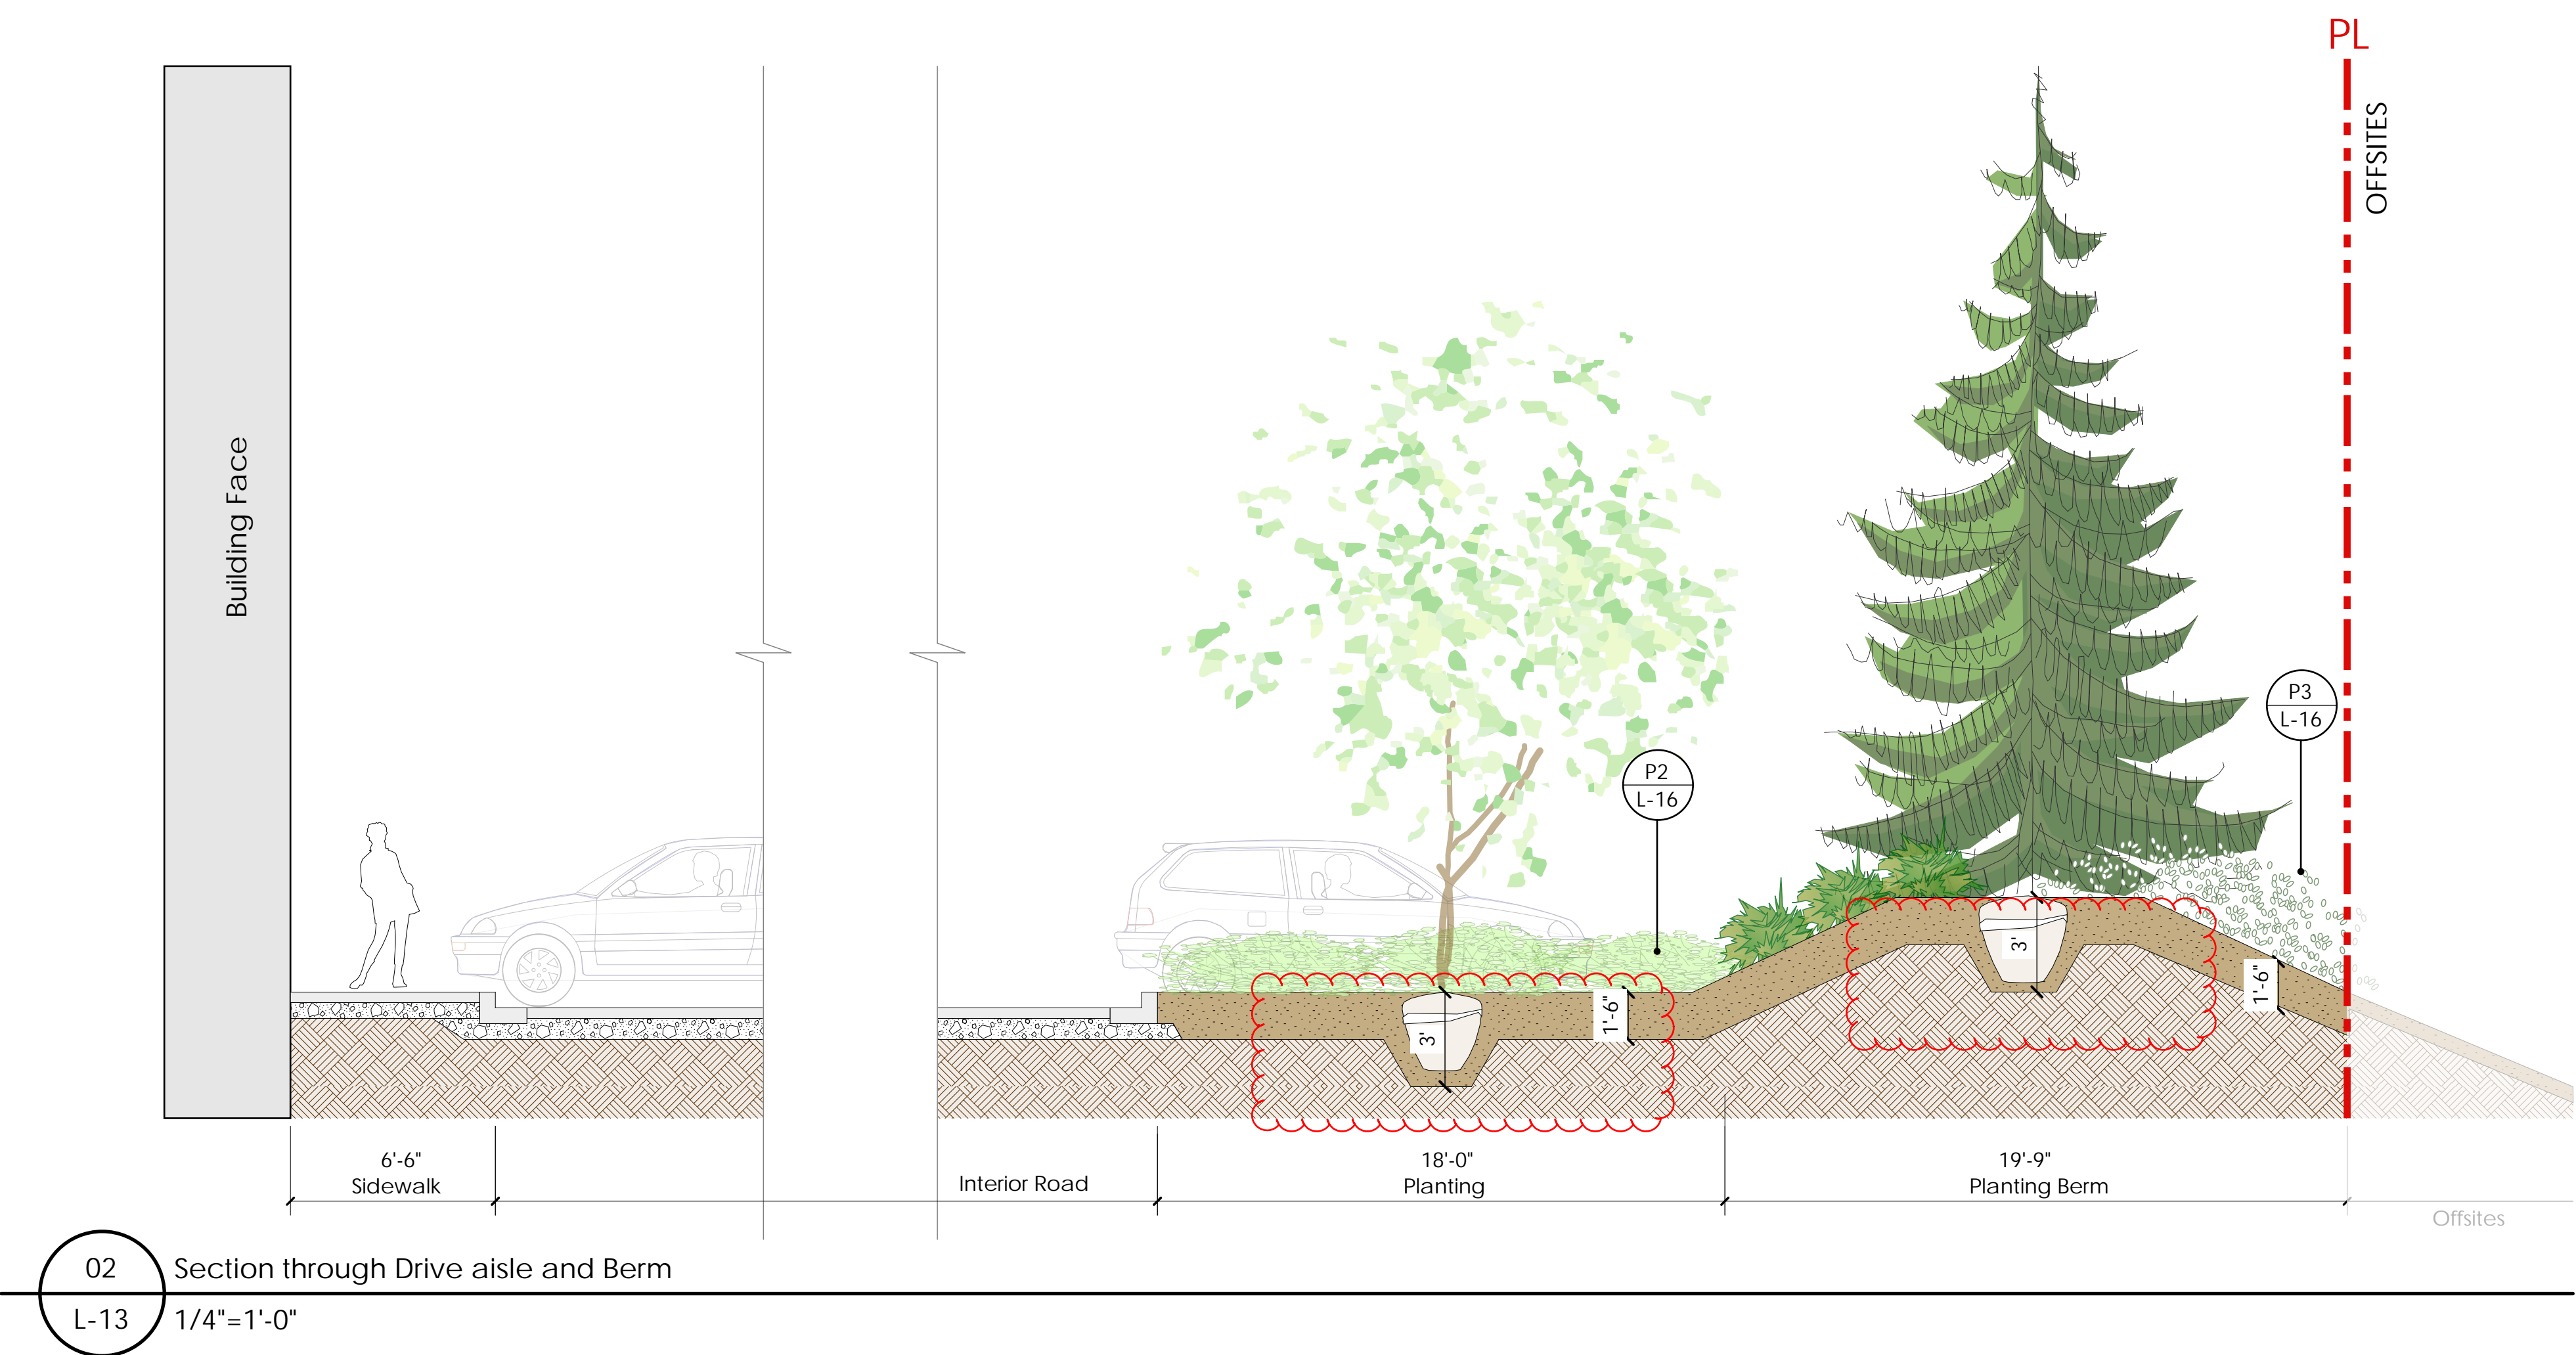 PL
OFFSITES
Building Face
P3
L-16
P2
L-16
3'
1'-6"
3'
1'-6"
6'-6"
Sidewalk
Interior Road
18'-0"
Planting
19'-9"
Planting Berm
Offsites
02
Section through Drive aisle and Berm
L-13
1/4"=1'-0"